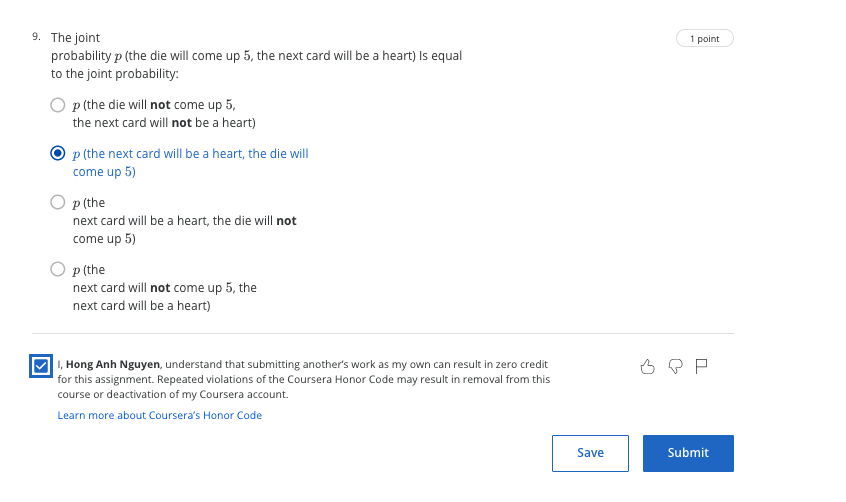 9. The joint
1 point
probability p (the die will come up 5, the next card will be a heart) Is equal
to the joint probability:
p (the die will not come up 5,
the next card will not be a heart)
p (the next card will be a heart, the die will
come up 5)
p (the
next card will be a heart, the die will not
come up 5)
p (the
next card will not come up 5, the
next card will be a heart)
I, Hong Anh Nguyen, understand that submitting another's work as my own can result in zero credit
for this assignment. Repeated violations of the Coursera Honor Code may result in removal from this
course or deactivation of my Coursera account.
Learn more about Coursera's Honor Code
Save
Submit